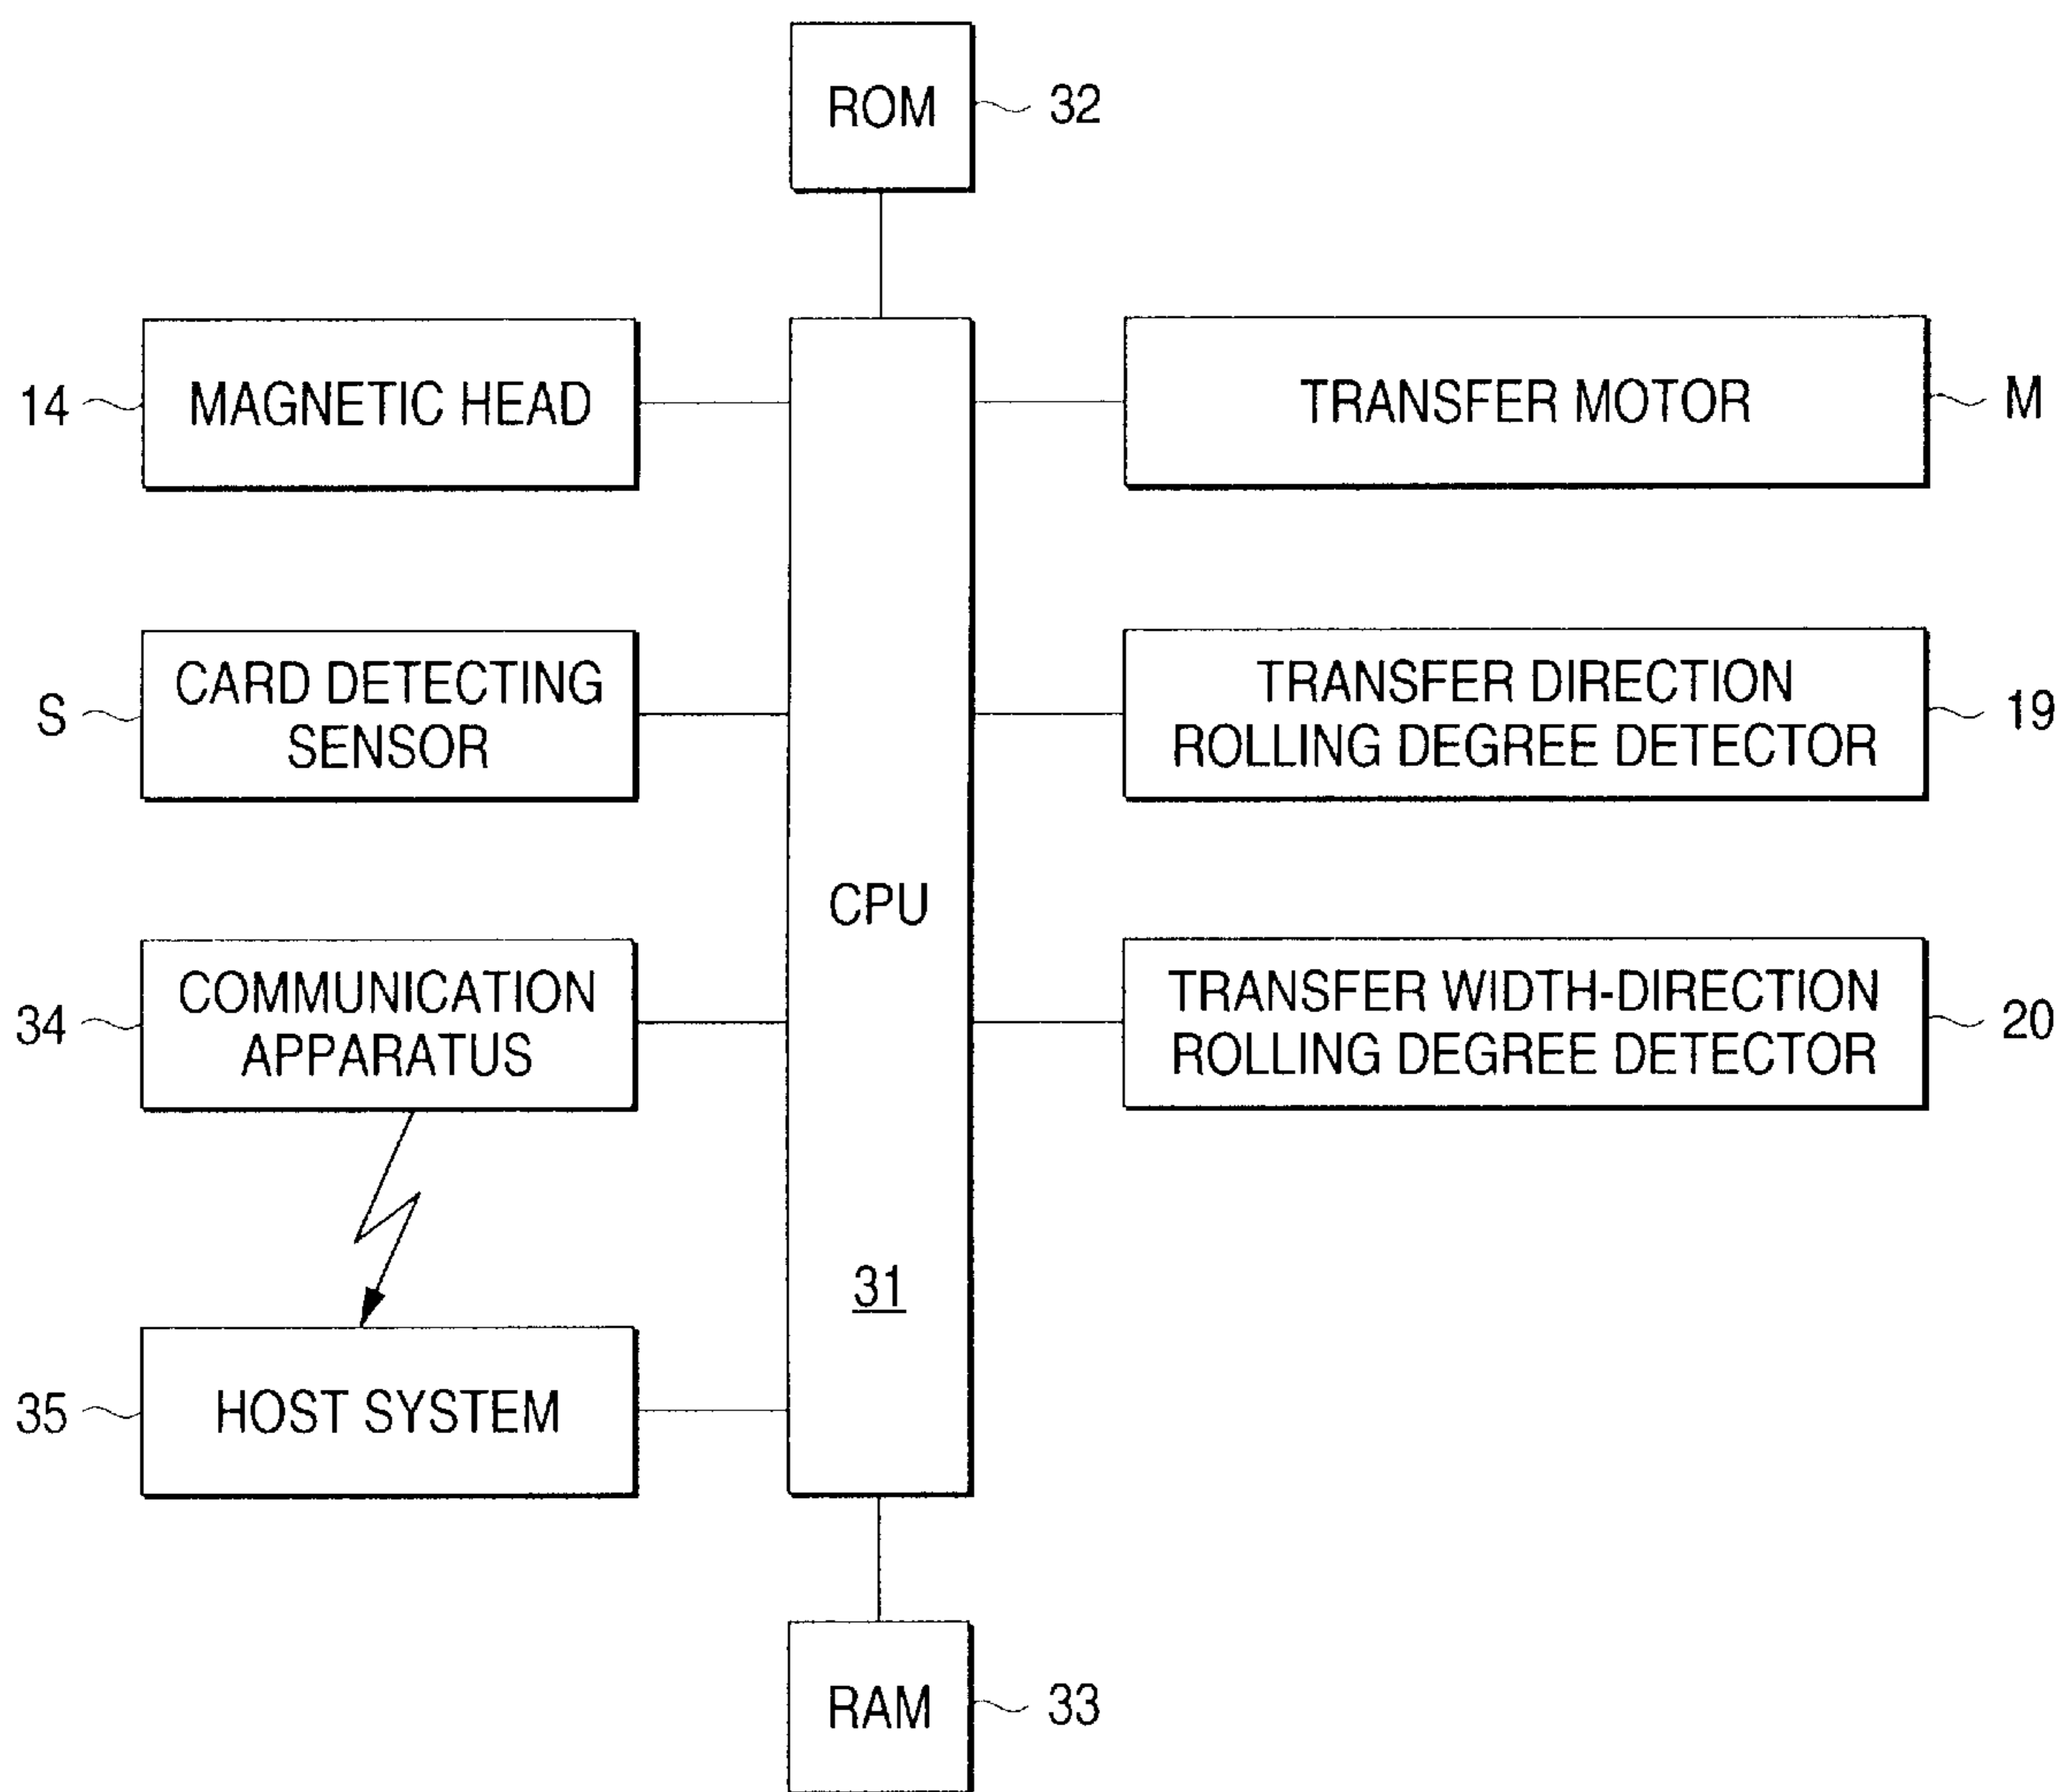 ROM
32
14
MAGNETIC HEAD
TRANSFER MOTOR
M
S
CARD DETECTING
SENSOR
TRANSFER DIRECTION
ROLLING DEGREE DETECTOR
19
CPU
34
COMMUNICATION
APPARATUS
TRANSFER WIDTH-DIRECTION
ROLLING DEGREE DETECTOR
20
31
35
HOST SYSTEM
RAM
33